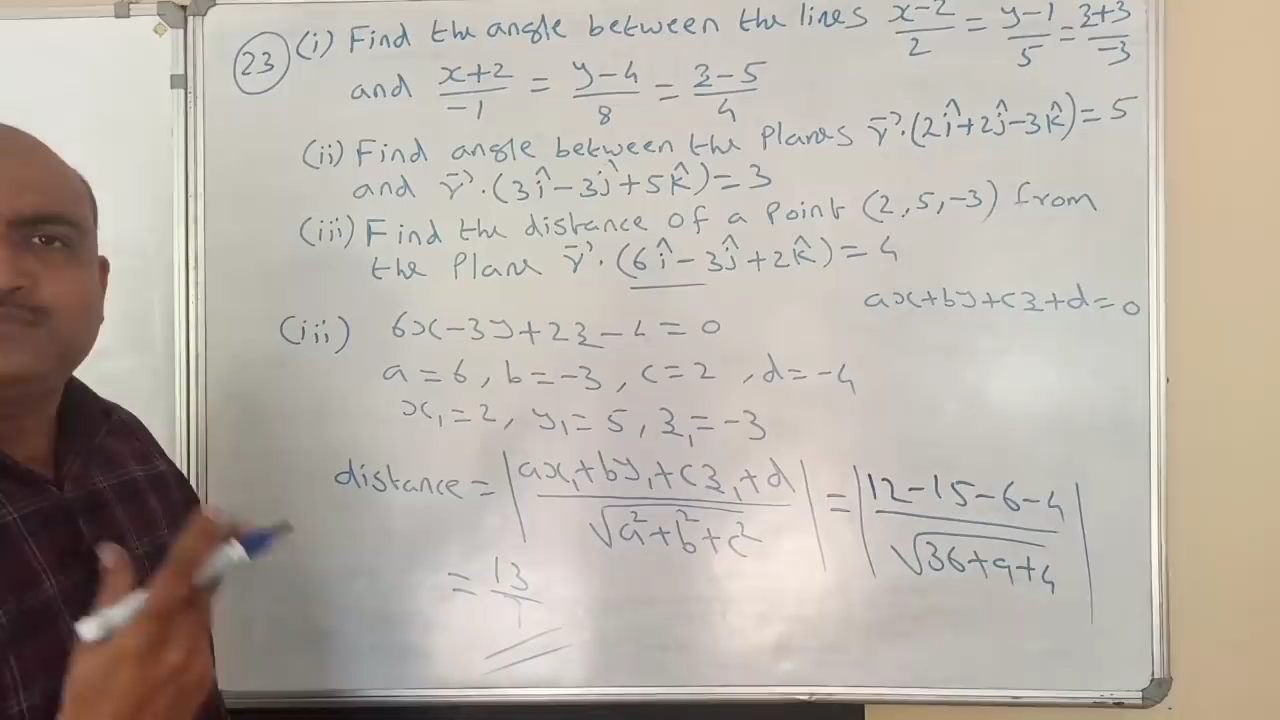 (23) (i) Find the angle between the lines x-2/2 = y-1/5 = z+3/-3
and x+2/-1 = y-4/8 = z-5/4
(ii) Find angle between the Planes r⃗.(2î+2ĵ-3k̂)=5
and r⃗.(3î-3ĵ+5k̂)=3
(iii) Find the distance of a Point (2,5,-3) from
the Plane r⃗.(6î-3ĵ+2k̂)=4
ax+by+cz+d=0
(iii) 6x-3y+2z-4=0
a=6, b=-3, c=2, d=-4
x₁=2, y₁=5, z₁=-3
distance = |ax₁+by₁+cz₁+d/√a²+b²+c²| = |12-15-6-4/√36+9+4|
= 13/7